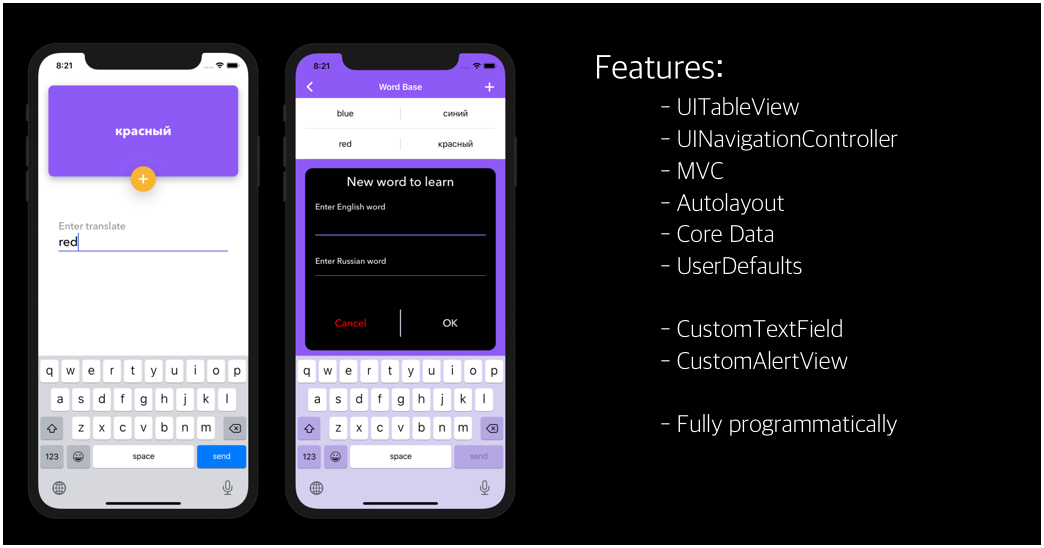 8:21
красный
+
Enter translate
red
q w e r t y u i o p
a s d f g h j k l
z x c v b n m
123 space send
8:21
Word Base +
blue синий
red красный
New word to learn
Enter English word
Enter Russian word
Cancel OK
q w e r t y u i o p
a s d f g h j k l
z x c v b n m
123 space send
Features:
- UITableView
- UINavigationController
- MVC
- Autolayout
- Core Data
- UserDefaults
- CustomTextField
- CustomAlertView
- Fully programmatically